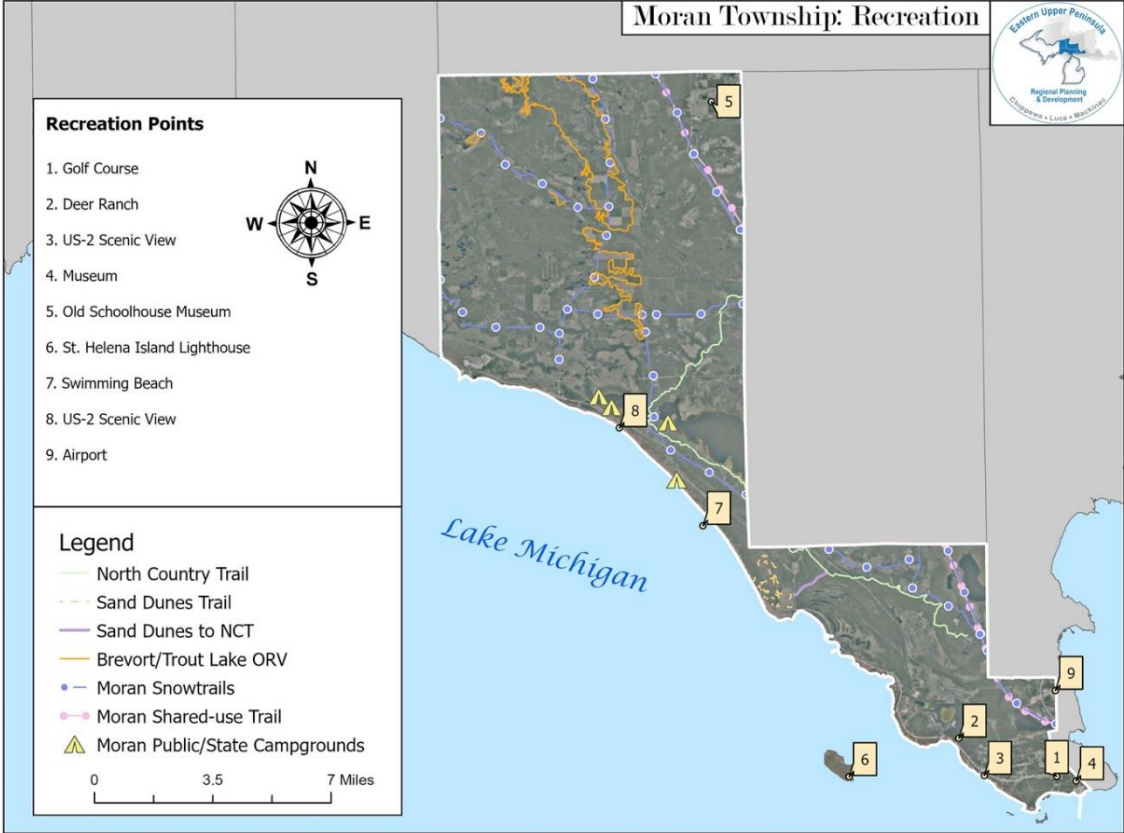 Moran Township: Recreation
Eastern Upper Peninsula
Regional Planning
& Development
Chippewa • Luce • Mackinac
Recreation Points
1. Golf Course
2. Deer Ranch
3. US-2 Scenic View
4. Museum
5. Old Schoolhouse Museum
6. St. Helena Island Lighthouse
7. Swimming Beach
8. US-2 Scenic View
9. Airport
N
W
E
S
Legend
North Country Trail
Sand Dunes Trail
Sand Dunes to NCT
Brevort/Trout Lake ORV
Moran Snowtrails
Moran Shared-use Trail
Moran Public/State Campgrounds
0 3.5 7 Miles
5
8
7
Lake Michigan
9
2
6
3
1
4